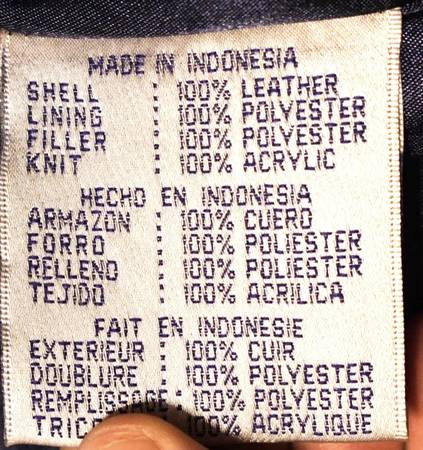 MADE IN INDONESIA
SHELL : 100% LEATHER
LINING : 100% POLYESTER
FILLER : 100% POLYESTER
KNIT : 100% ACRYLIC
HECHO EN INDONESIA
ARMAZON : 100% CUERO
FORRO : 100% POLIESTER
RELLENO : 100% POLIESTER
TEJIDO : 100% ACRILICA
FAIT EN INDONESIE
EXTERIEUR : 100% CUIR
DOUBLURE : 100% POLYESTER
REMPLISSAGE : 100% POLYESTER
100% ACRYLIQUE